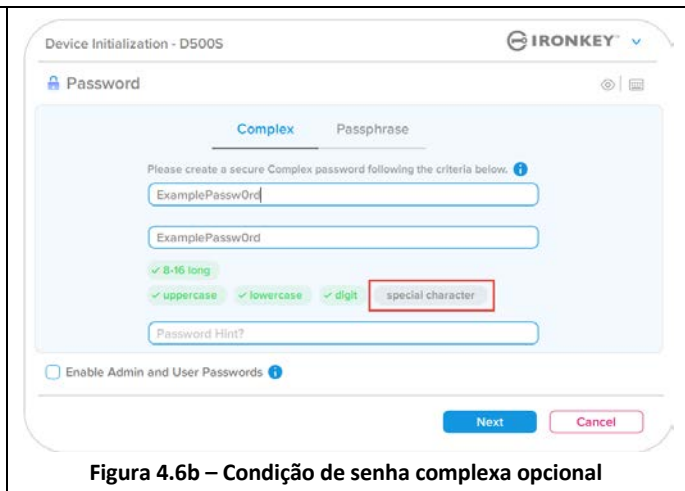 Device Initialization - D500S
IRONKEY™
Password
Complex Passphrase
Please create a secure Complex password following the criteria below.
ExamplePassw0rd
ExamplePassw0rd
✓ 8-16 long
✓ uppercase ✓ lowercase ✓ digit special character
Password Hint?
Enable Admin and User Passwords
Next Cancel
Figura 4.6b – Condição de senha complexa opcional